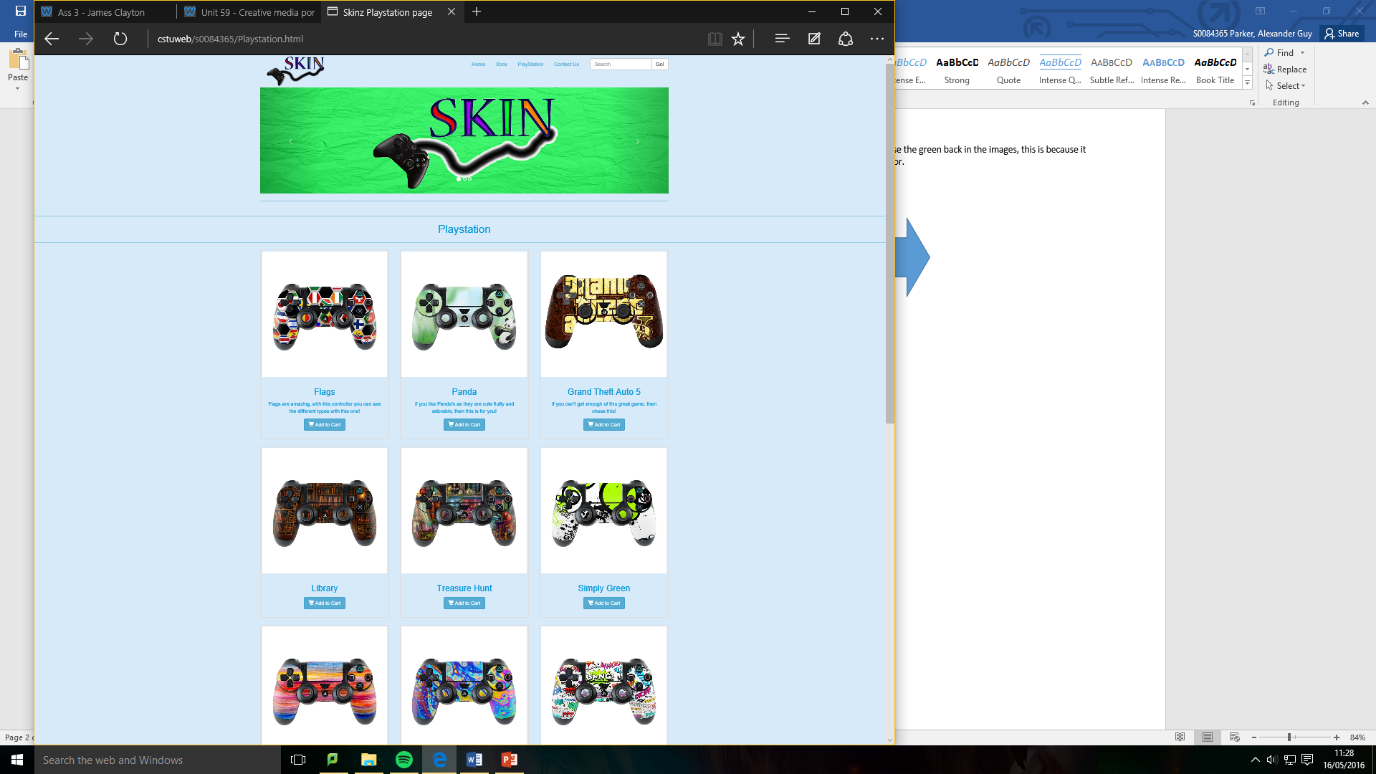 Ass 3 - James Clayton
Unit 59 - Creative media por
Skinz Playstation page
cstuweb/s0084365/Playstation.html
File
S0084365 Parker, Alexander Guy
Share
Paste
AaBbCcD AaBbCcD AaBbCcD AaBbCcD AaBbCcD AaBbCcD
ense E... Strong Quote Intense Q... Subtle Ref... Intense Re... Book Title
Find
Replace
Select
Editing
SKIN
Home Xbox PlayStation Contact Us
Search Go!
SKIN
se the green back in the images, this is because it
or.
Playstation
Flags
Flags are amazing, with this controller you can see
the different types with this one!
Add to Cart
Panda
If you like Panda's as they are cute fluffy and
adorable, then this is for you!
Add to Cart
Grand Theft Auto 5
If you can't get enough of this great game, then
chose this!
Add to Cart
Library
Add to Cart
Treasure Hunt
Add to Cart
Simply Green
Add to Cart
Page 2
84%
Search the web and Windows
11:28
16/05/2016